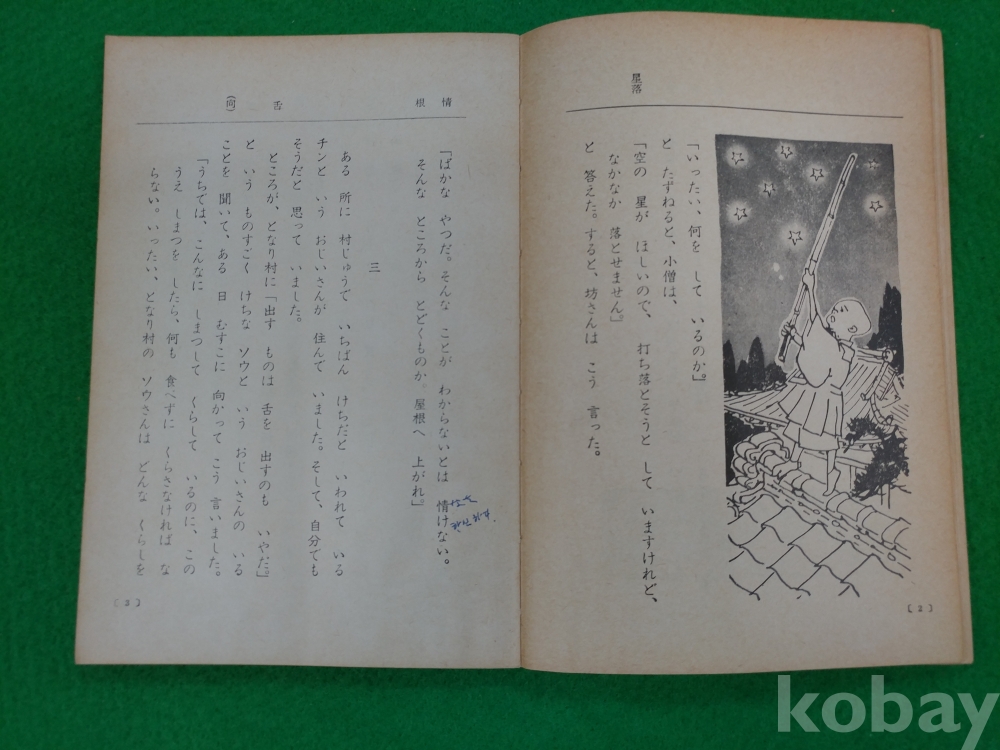 星落
「いったい、何を して いるのか。」
と たずねると、小僧は、
「空の 星が ほしいので、 打ち落とそうと して いますけれど、
なかなか 落とせません。」
と 答えた。すると、坊さんは こう 言った。
〔2〕
情 根 舌 (向)
「ばかな やつだ。そんな ことが わからないとは 情けない。
そんな ところから とどくものか。屋根へ 上がれ。」
三
ある 所に 村じゅうで いちばん けちだと いわれて いる
チンと いう おじいさんが 住んで いました。そして、自分でも
そうだと 思って いました。
ところが、となり村に「出す ものは 舌を 出すのも いやだ。」
と いう ものすごく けちな ソウと いう おじいさんの いる
ことを 聞いて、ある 日 むすこに 向かって こう 言いました。
「うちでは、こんなに しまつして くらして いるのに、この
うえ しまつを したら、何も 食べずに くらさなければ な
らない。いったい、となり村の ソウさんは どんな くらしを
〔3〕
kobay